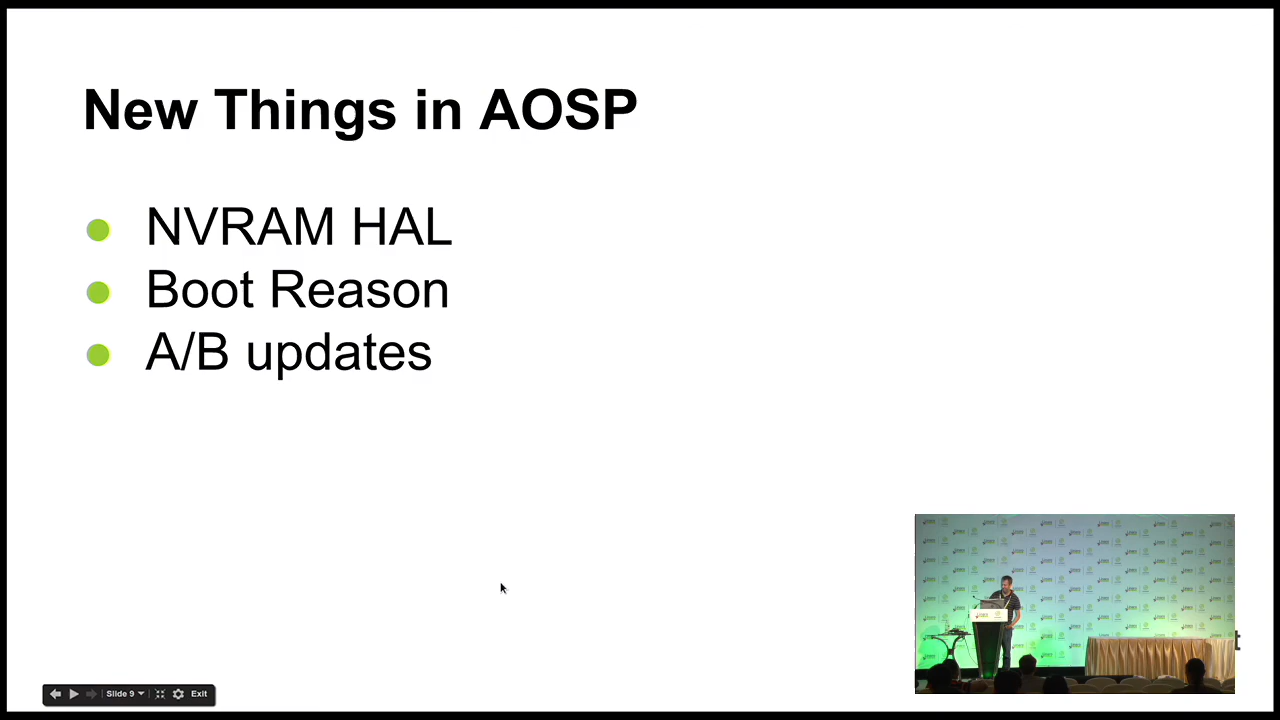 New Things in AOSP
NVRAM HAL
Boot Reason
A/B updates
Slide 9
Exit